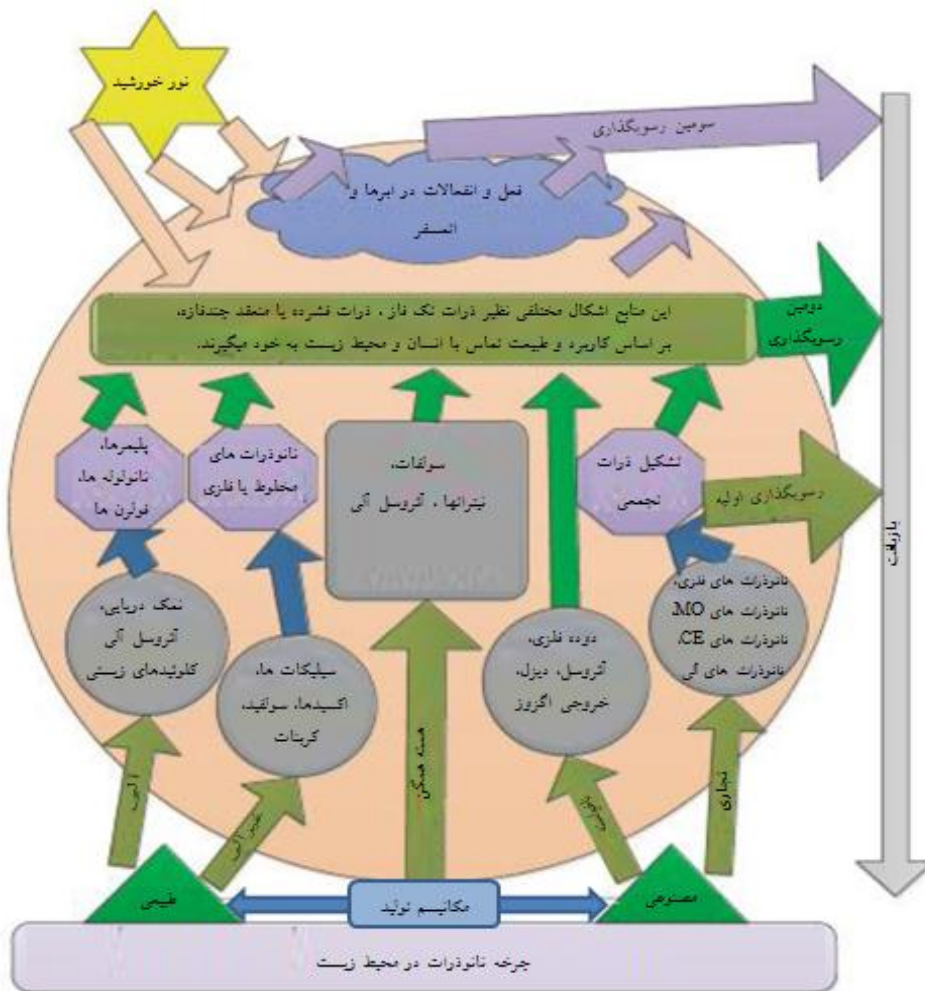 نور خورشید
سومین رسوبگذاری
فعل و انفعالات در ابرها و
اتمسفر
این منابع اشکال مختلفی نظیر ذرات تک فاز ، ذرات فشرده یا منعقد چندفازه،
بر اساس کاربرد و طبیعت تماس با انسان و محیط زیست به خود میگیرند.
دومین
رسوبگذاری
پلیمرها،
نانولوله ها،
فولرن ها
نانوذرات های
مخلوط یا فلزی
سولفات،
نیتراتها ، آئروسل آلی
تشکیل ذرات
تجمعی
رسوبگذاری اولیه
بازیافت
نمک دریایی،
آئروسل آلی
کلوئیدهای زیستی
سیلیکات ها،
اکسیدها، سولفید،
کربنات
دوده فلزی،
آئروسل، دیزل،
خروجی اگزوز
نانوذرات های فلزی،
نانوذرات های MO،
نانوذرات های CE،
نانوذرات های آلی
غیر آلی
هسته همگن
تجاری
طبیعی
مکانیسم تولید
مصنوعی
چرخه نانوذرات در محیط زیست